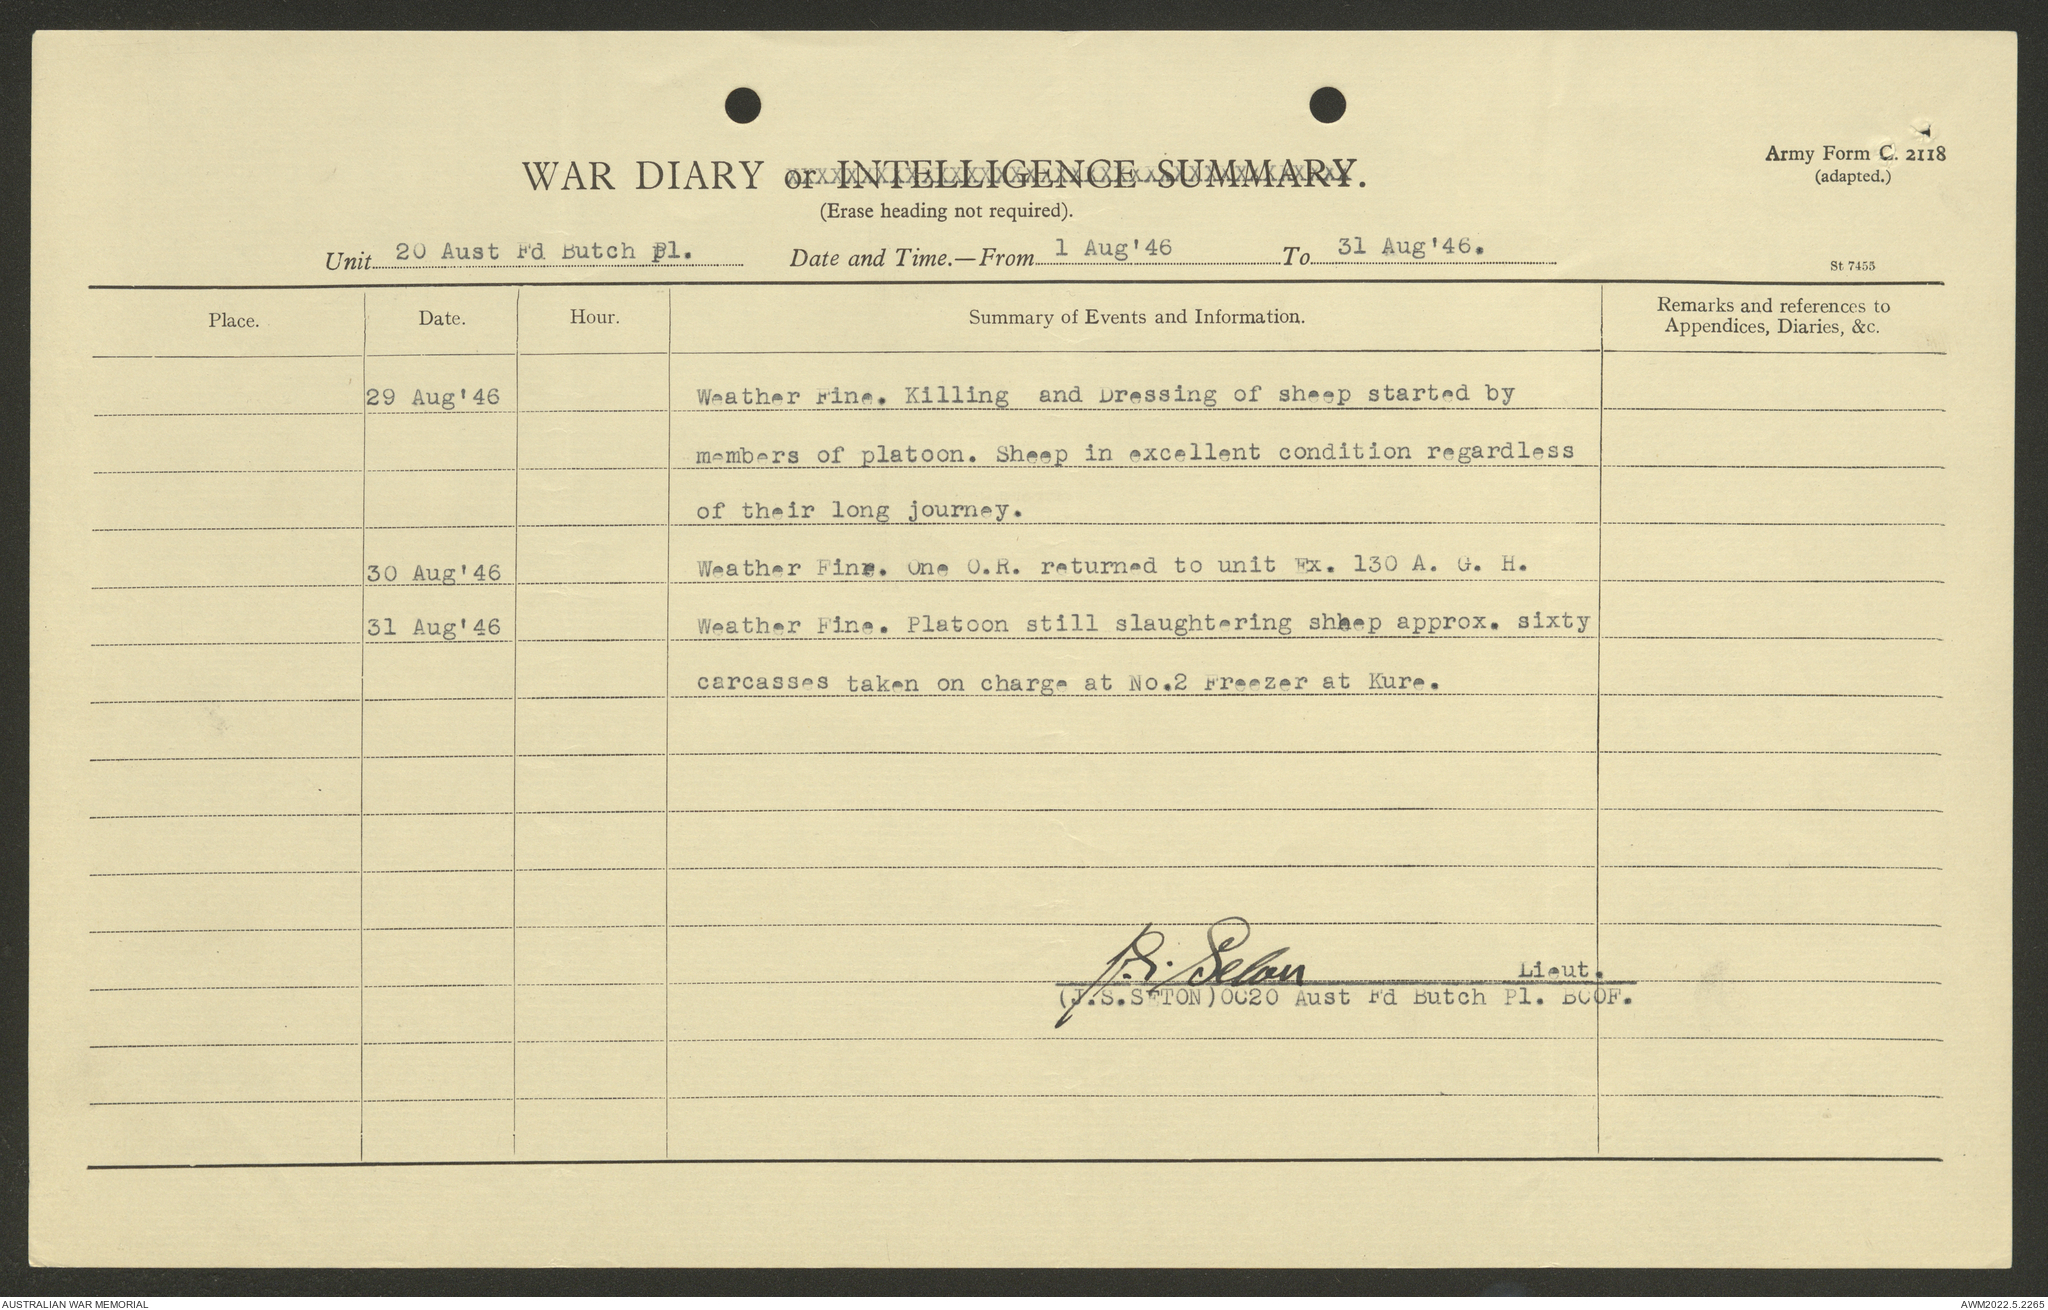 Army Form C. 2118
(adapted.)
WAR DIARY or INTELLIGENCE SUMMARY.
(Erase heading not required).
Unit 20 Aust Fd Butch Pl. Date and Time.—From 1 Aug'46 To 31 Aug'46.
St 7455
Place. Date. Hour. Summary of Events and Information. Remarks and references to
Appendices, Diaries, &c.
29 Aug'46 Weather Fine. Killing and Dressing of sheep started by
members of platoon. Sheep in excellent condition regardless
of their long journey.
30 Aug'46 Weather Fine. One O.R. returned to unit Ex. 130 A. G. H.
31 Aug'46 Weather Fine. Platoon still slaughtering shhep approx. sixty
carcasses taken on charge at No.2 Freezer at Kure.
J.S. Seton Lieut.
(J.S.SETON)OC20 Aust Fd Butch Pl. BCOF.
AUSTRALIAN WAR MEMORIAL AWM2022.5.2265